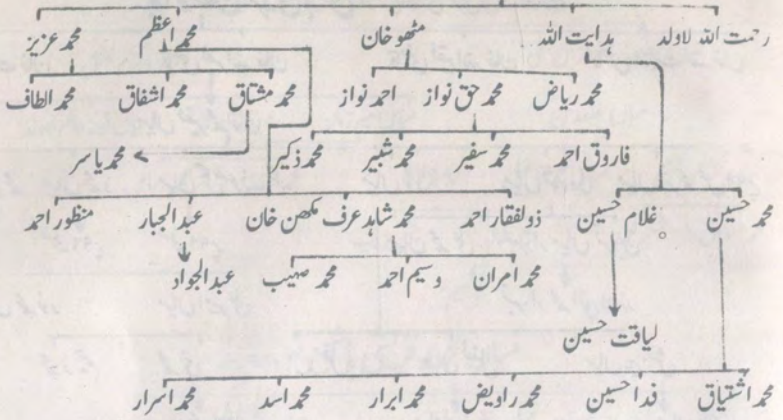 رحمت اللہ لاولد ہدایت اللہ مٹھو خان محمد اعظم محمد عزیز
محمد ریاض محمد حق نواز احمد نواز محمد مشتاق محمد اشفاق محمد الطاف
فاروق احمد محمد سفیر محمد شبیر محمد ذکیر محمد یاسر
محمد حسین غلام حسین ذولفقار احمد محمد شاہد عرف مکھن خان عبدالجبار منظور احمد
محمد امران وسیم احمد محمد صہیب عبدالجواد
لیاقت حسین
محمد اشتیاق فدا حسین محمد راویض محمد ابرار محمد اسد محمد اسرار